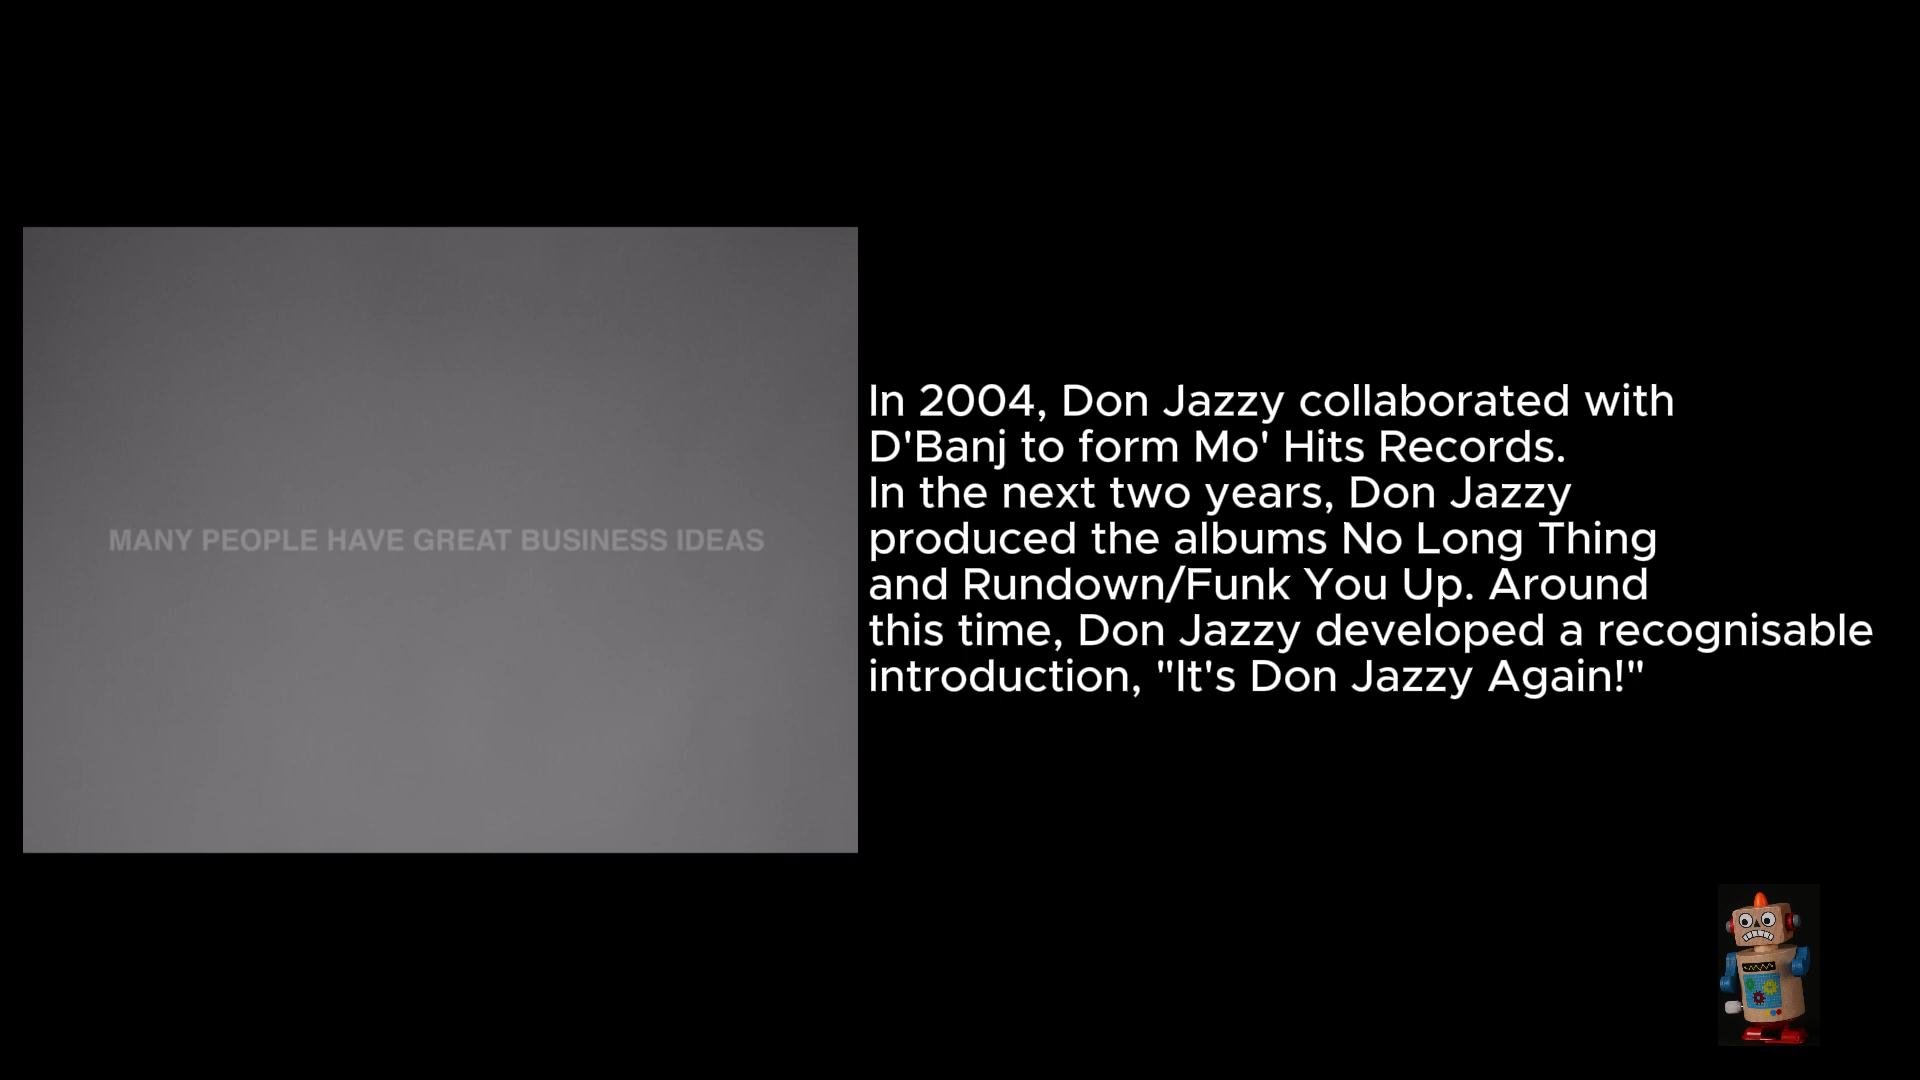 MANY PEOPLE HAVE GREAT BUSINESS IDEAS
In 2004, Don Jazzy collaborated with
D'Banj to form Mo' Hits Records.
In the next two years, Don Jazzy
produced the albums No Long Thing
and Rundown/Funk You Up. Around
this time, Don Jazzy developed a recognisable
introduction, "It's Don Jazzy Again!"